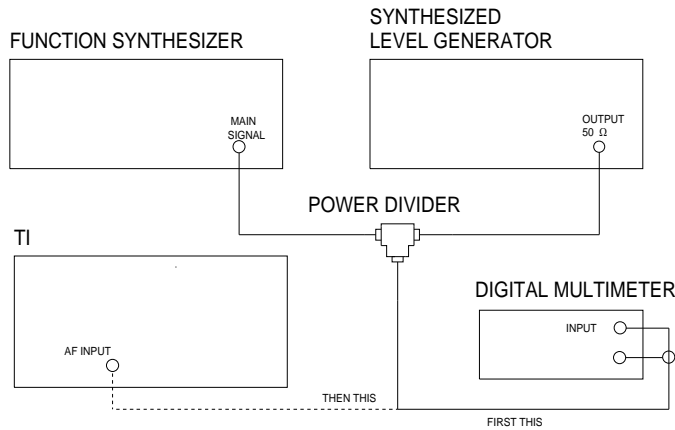 FUNCTION SYNTHESIZER
SYNTHESIZED
LEVEL GENERATOR
MAIN
SIGNAL
OUTPUT
50 Ω
POWER DIVIDER
TI
AF INPUT
DIGITAL MULTIMETER
INPUT
THEN THIS
FIRST THIS